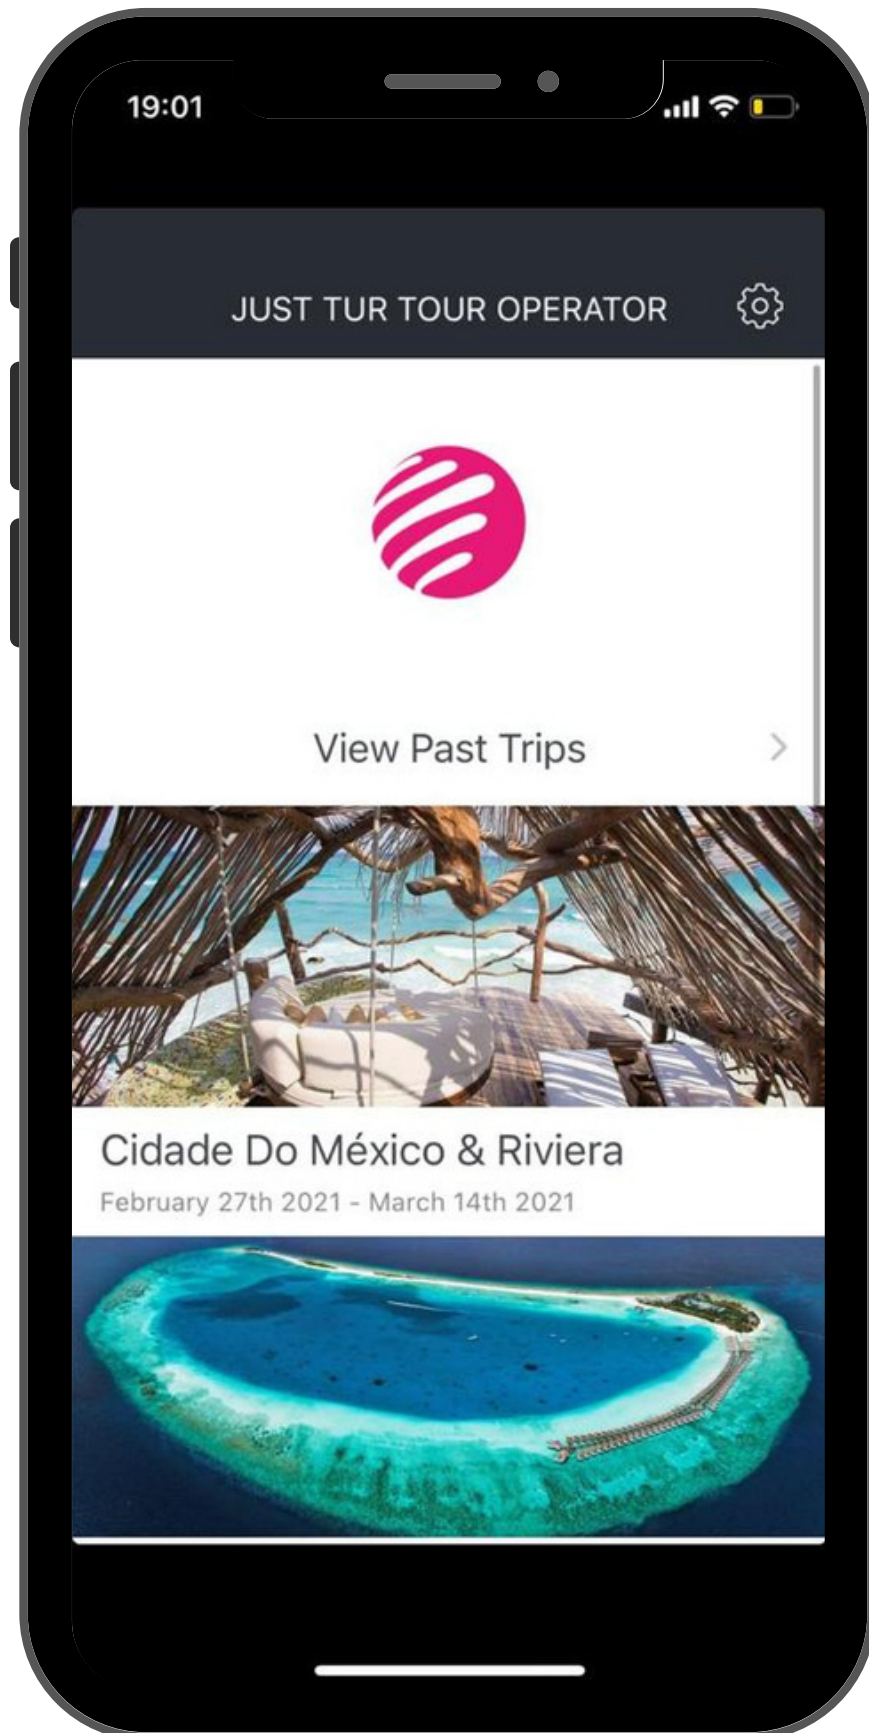 19:01
JUST TUR TOUR OPERATOR
View Past Trips
Cidade Do México & Riviera
February 27th 2021 - March 14th 2021